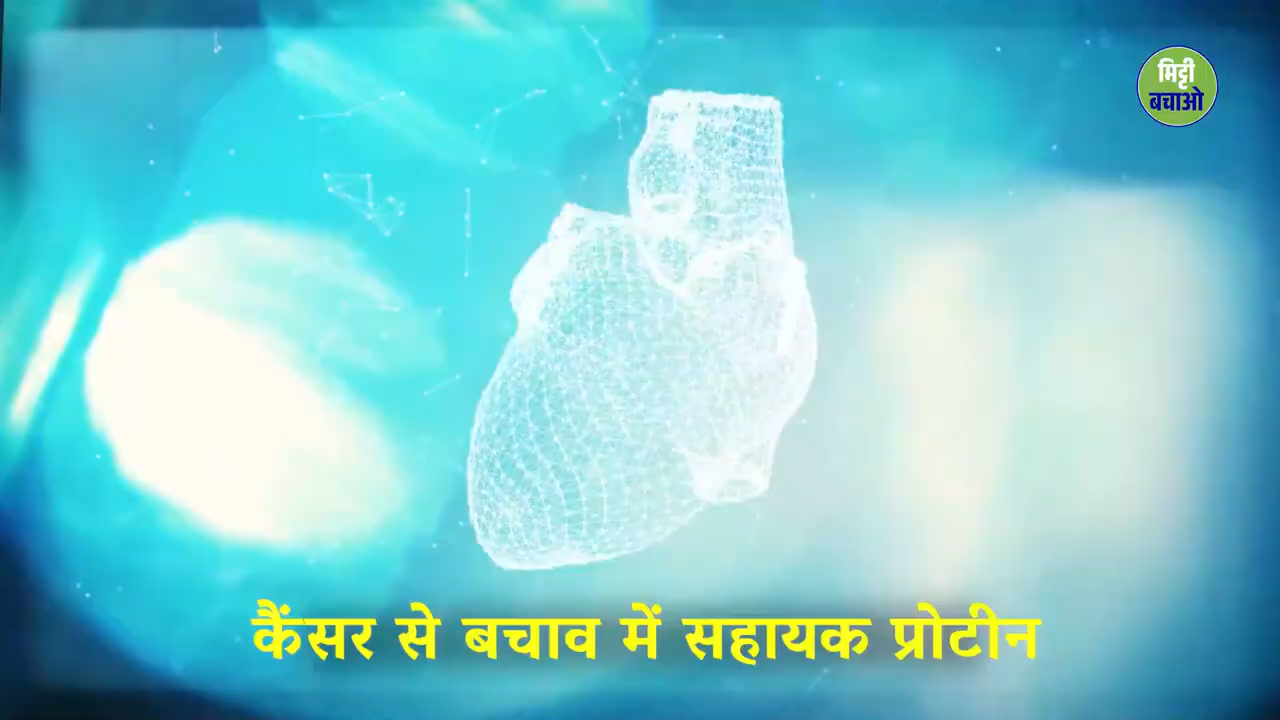 मिट्टी
बचाओ
कैंसर से बचाव में सहायक प्रोटीन